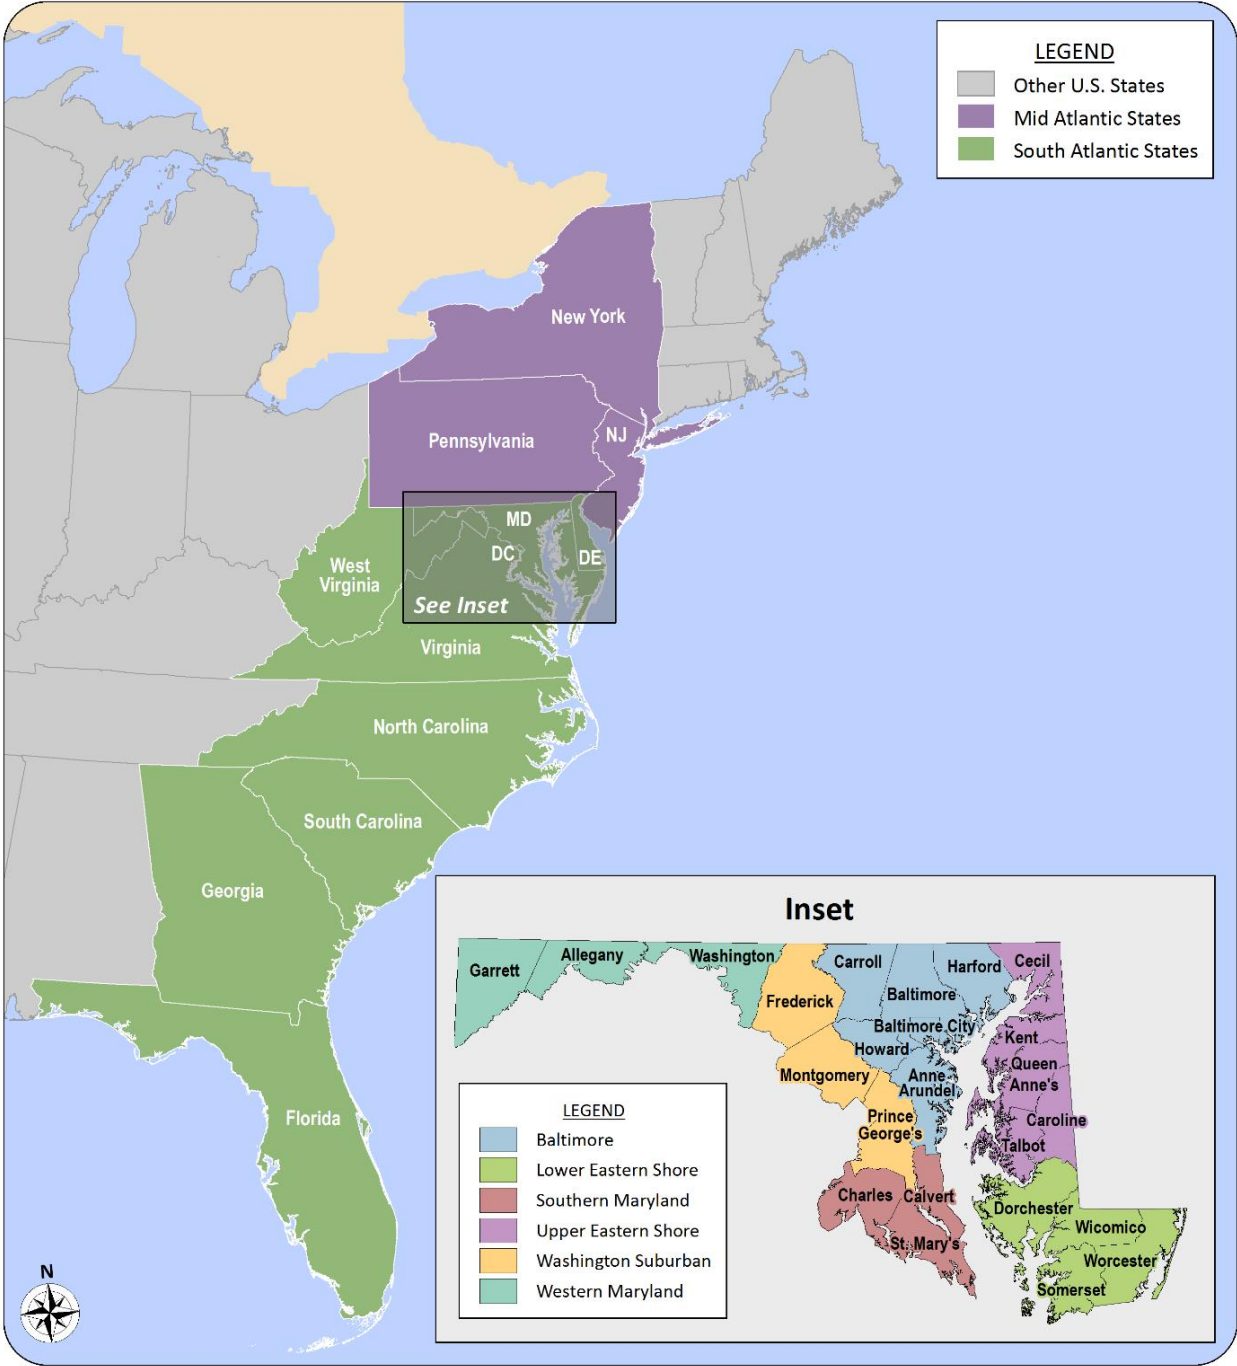 LEGEND
Other U.S. States
Mid Atlantic States
South Atlantic States
New York
Pennsylvania
NJ
MD
DC
DE
West
Virginia
See Inset
Virginia
North Carolina
South Carolina
Georgia
Florida
N
Inset
Garrett
Allegany
Washington
Frederick
Carroll
Harford
Cecil
Baltimore
Baltimore City
Kent
Howard
Queen
Anne's
Montgomery
Anne
Arundel
Prince
George's
Caroline
Talbot
Charles
Calvert
St. Mary's
Dorchester
Wicomico
Worcester
Somerset
LEGEND
Baltimore
Lower Eastern Shore
Southern Maryland
Upper Eastern Shore
Washington Suburban
Western Maryland